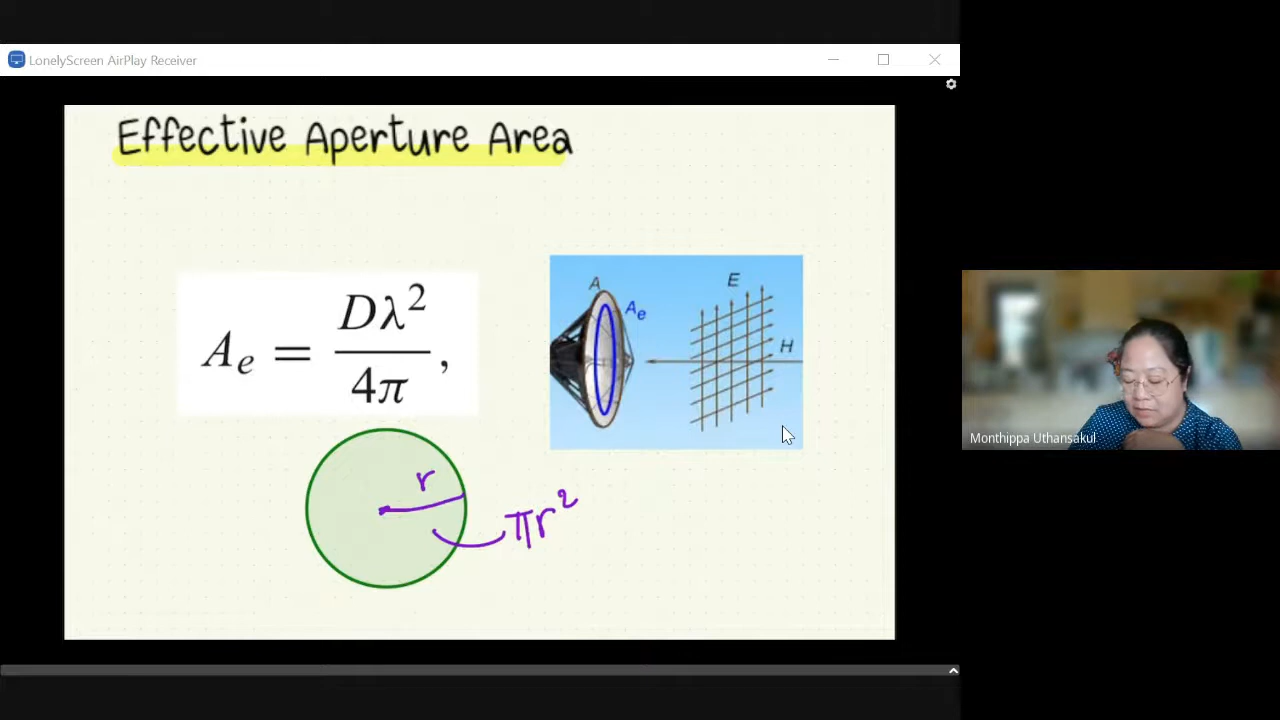 LonelyScreen AirPlay Receiver
Effective Aperture Area
A_e = Dλ²/4π,
A
A_e
E
H
r
πr²
Monthippa Uthansakul